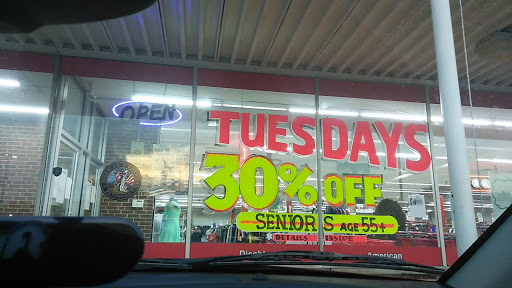 OPEN
TUESDAYS
30% OFF
SENIORS AGE 55+
DETAILS INSIDE
American